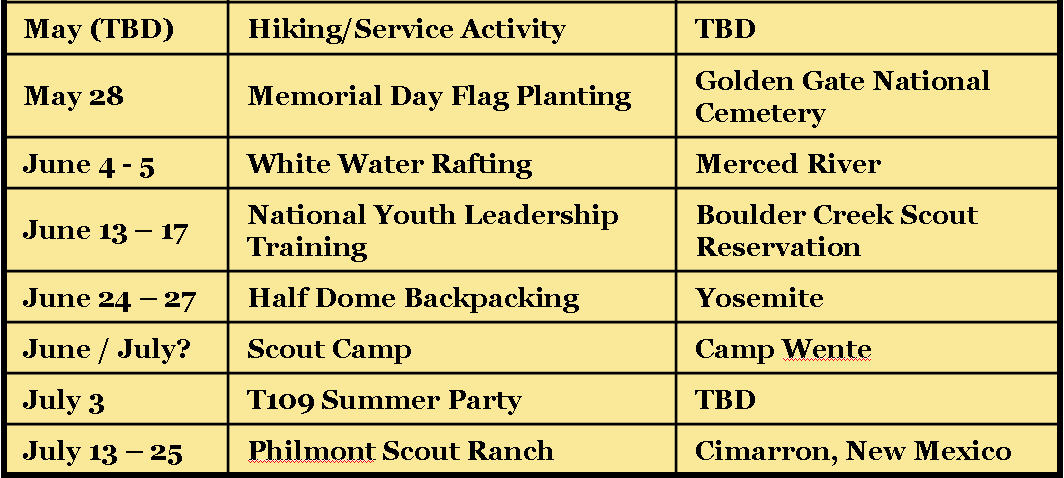 May (TBD) Hiking/Service Activity TBD
May 28 Memorial Day Flag Planting Golden Gate National
Cemetery
June 4 - 5 White Water Rafting Merced River
June 13 – 17 National Youth Leadership
Training
Boulder Creek Scout
Reservation
June 24 – 27 Half Dome Backpacking Yosemite
June / July? Scout Camp Camp Wente
July 3 T109 Summer Party TBD
July 13 – 25 Philmont Scout Ranch Cimarron, New Mexico